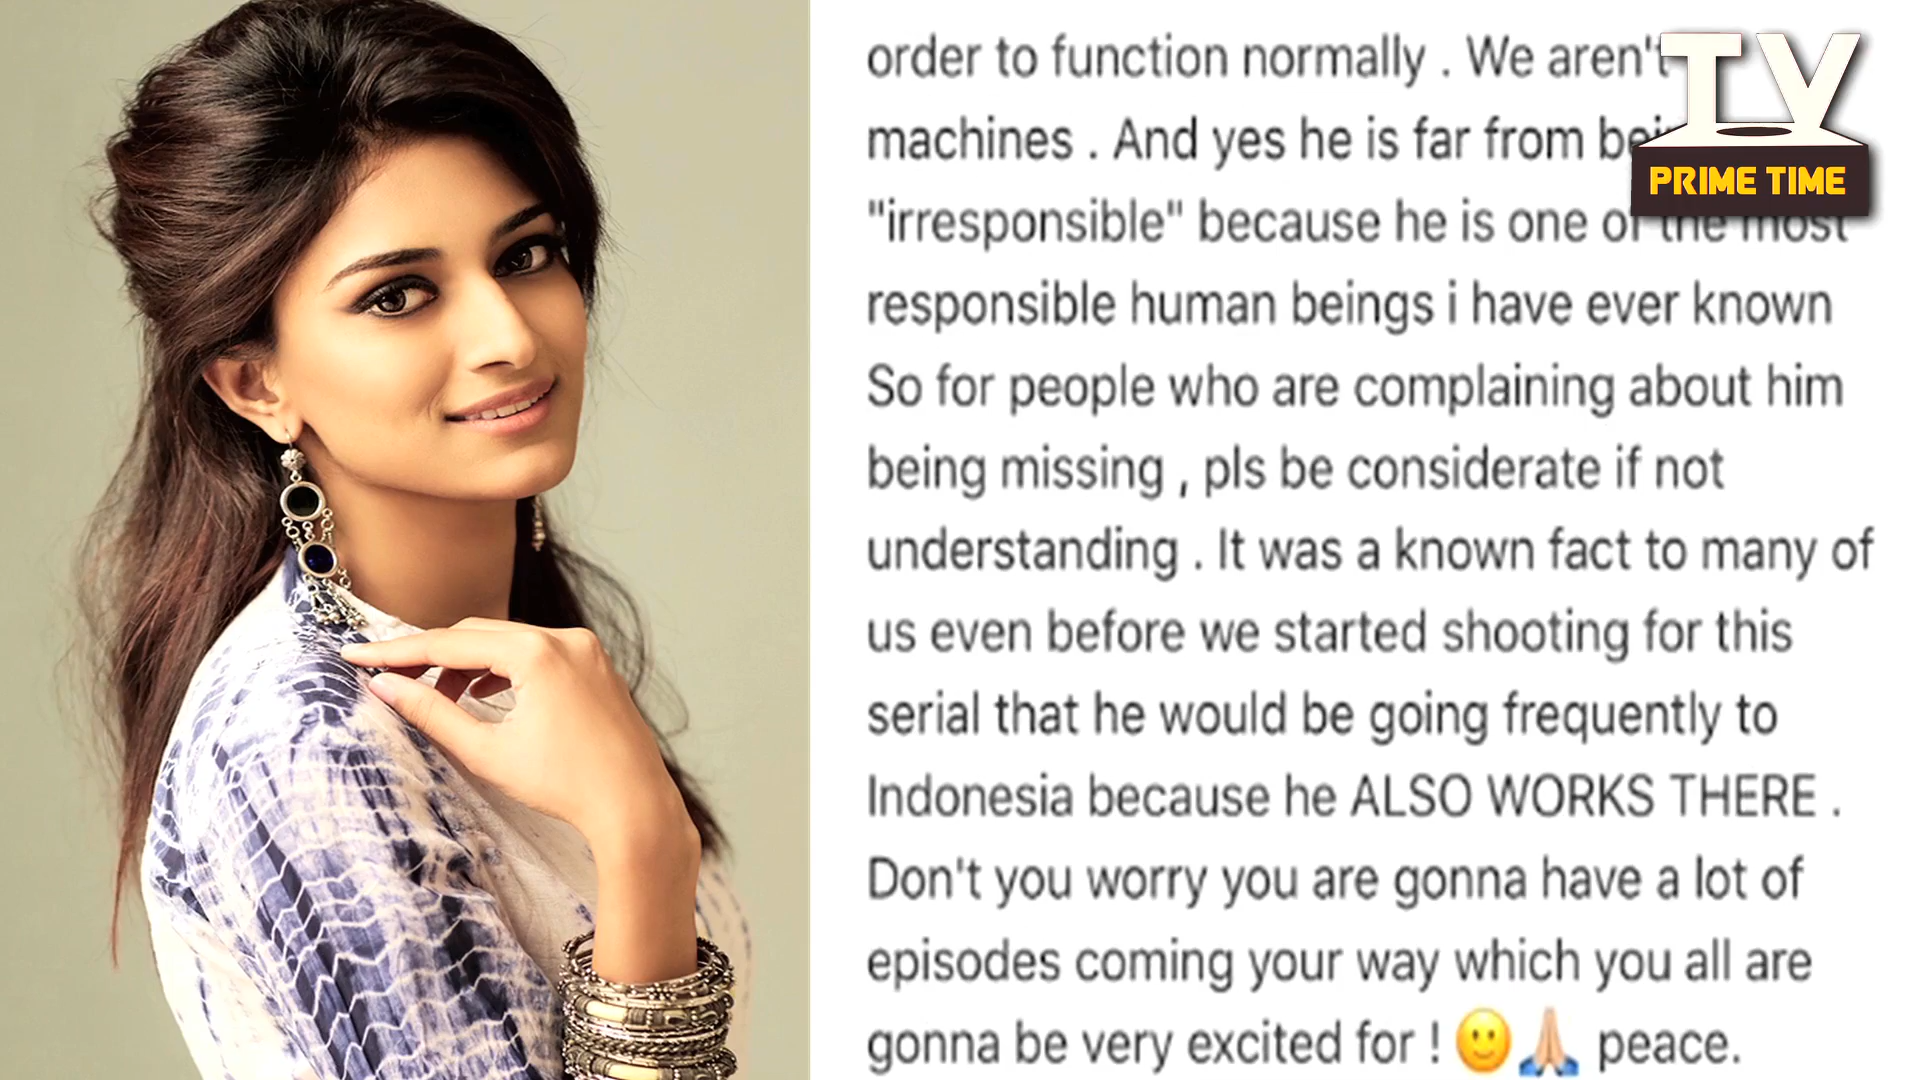 order to function normally . We aren't
machines . And yes he is far from
"irresponsible" because he is one of the most
responsible human beings i have ever known
So for people who are complaining about him
being missing , pls be considerate if not
understanding . It was a known fact to many of
us even before we started shooting for this
serial that he would be going frequently to
Indonesia because he ALSO WORKS THERE .
Don't you worry you are gonna have a lot of
episodes coming your way which you all are
gonna be very excited for ! 🙂🙏🏼 peace.
TV
PRIME TIME